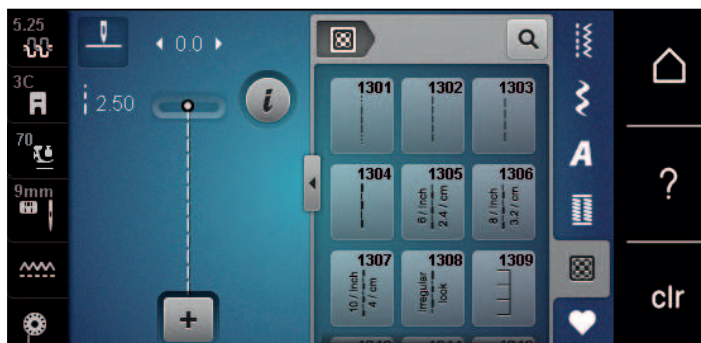 5.25
0.0
3C
2.50
i
70
9mm
+
1301
1302
1303
1304
1305
6 / Inch
2.4 / cm
1306
8 / Inch
3.2 / cm
1307
10 / Inch
4 / cm
1308
Irregular
look
1309
A
?
clr